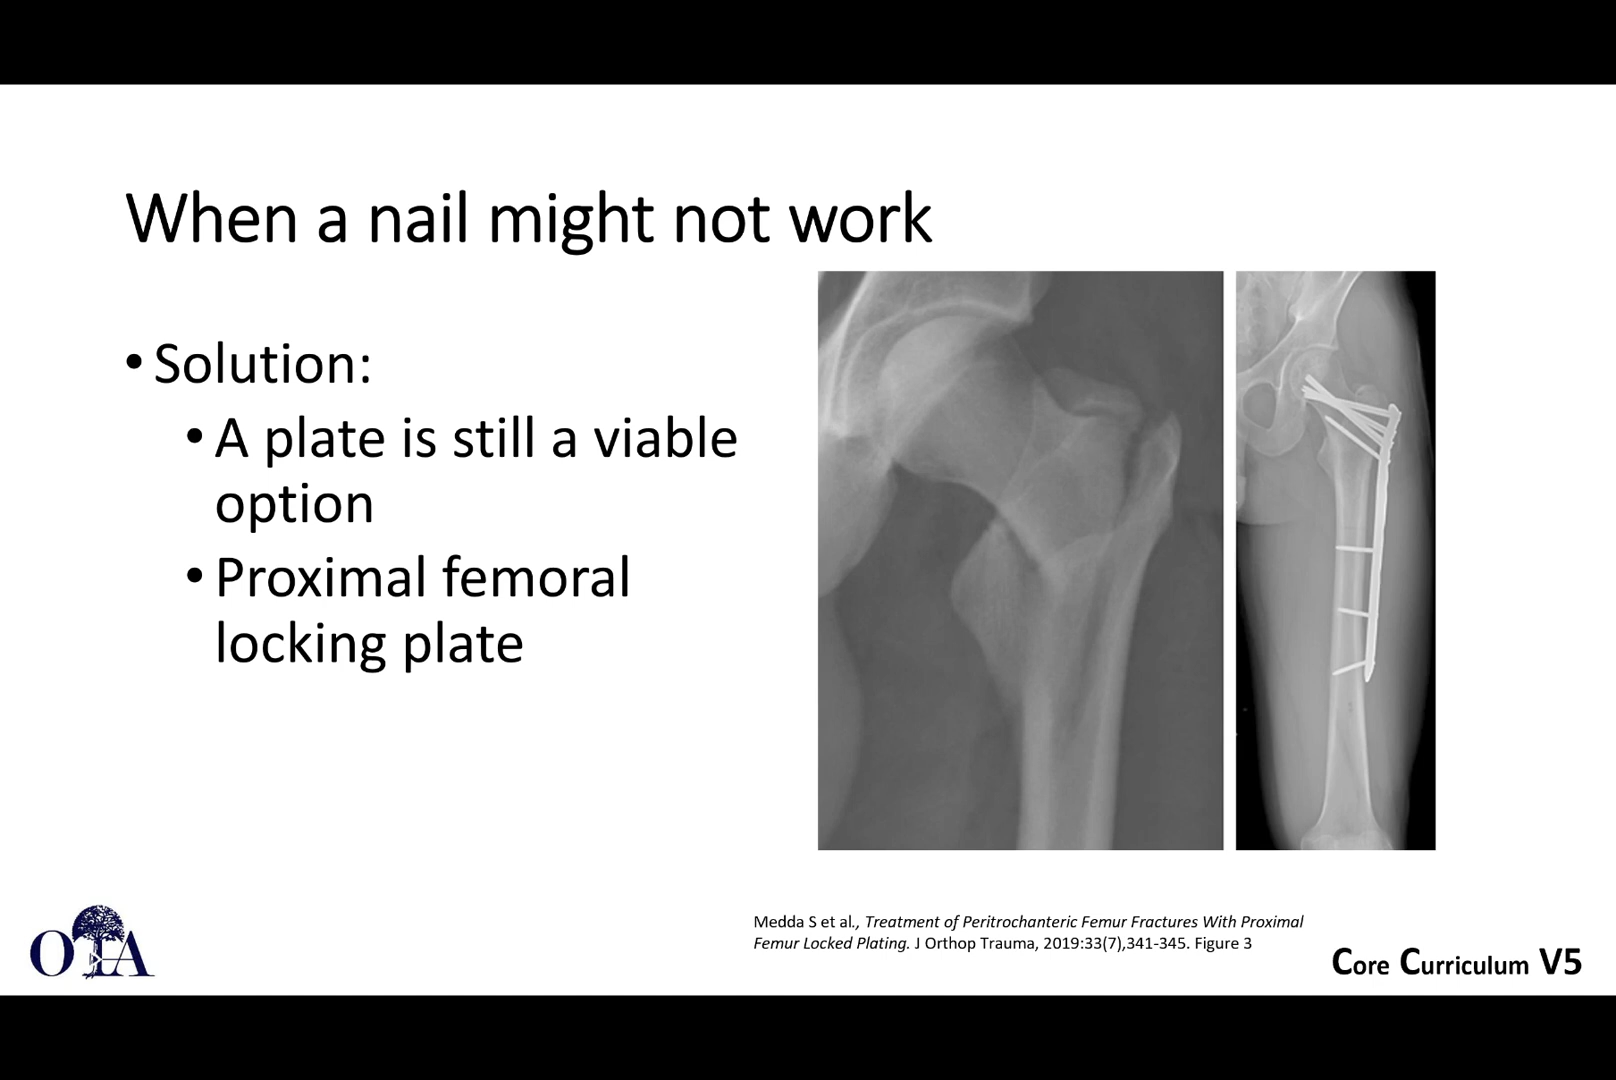 When a nail might not work
• Solution:
• A plate is still a viable
option
• Proximal femoral
locking plate
Medda S et al., Treatment of Peritrochanteric Femur Fractures With Proximal
Femur Locked Plating. J Orthop Trauma, 2019:33(7),341-345. Figure 3
OTA
Core Curriculum V5